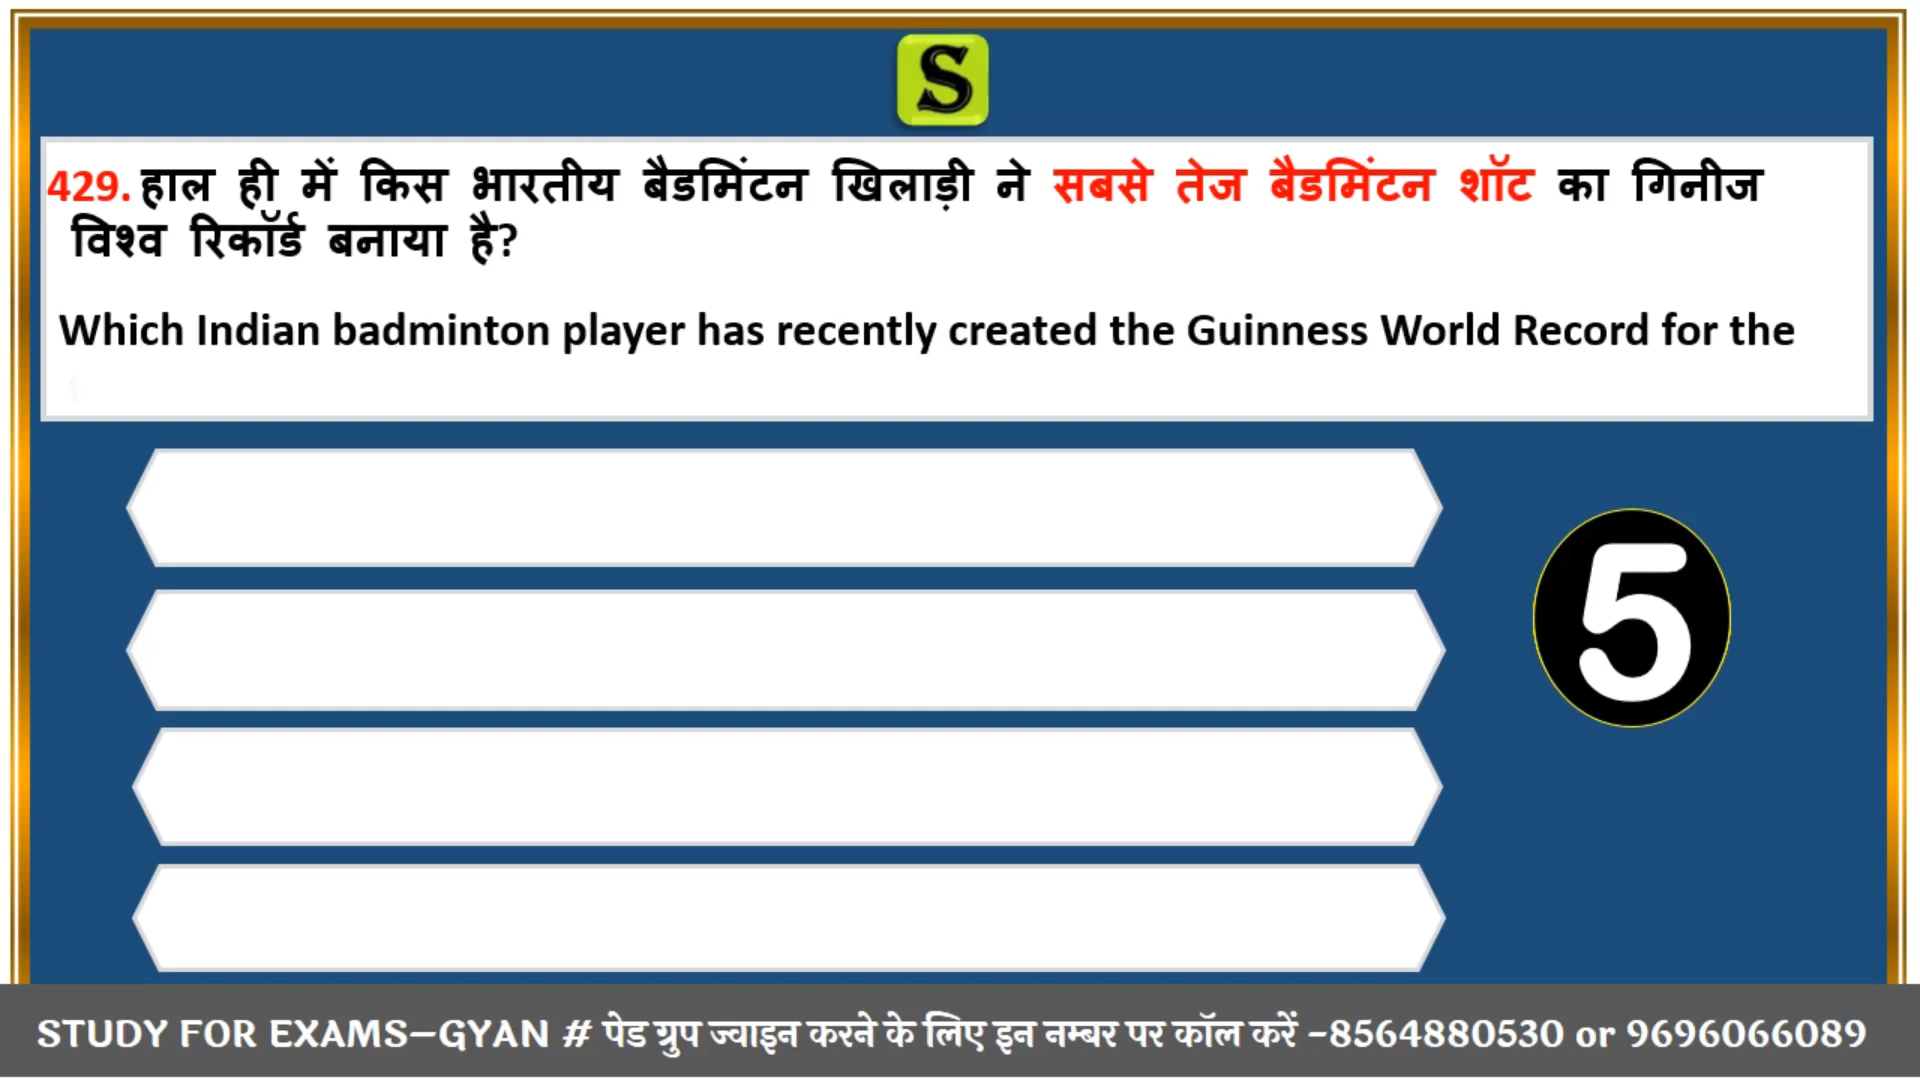 S
429. हाल ही में किस भारतीय बैडमिंटन खिलाड़ी ने सबसे तेज बैडमिंटन शॉट का गिनीज
विश्व रिकॉर्ड बनाया है?
Which Indian badminton player has recently created the Guinness World Record for the
5
STUDY FOR EXAMS–GYAN # पेड ग्रुप ज्वाइन करने के लिए इन नम्बर पर कॉल करें -8564880530 or 9696066089